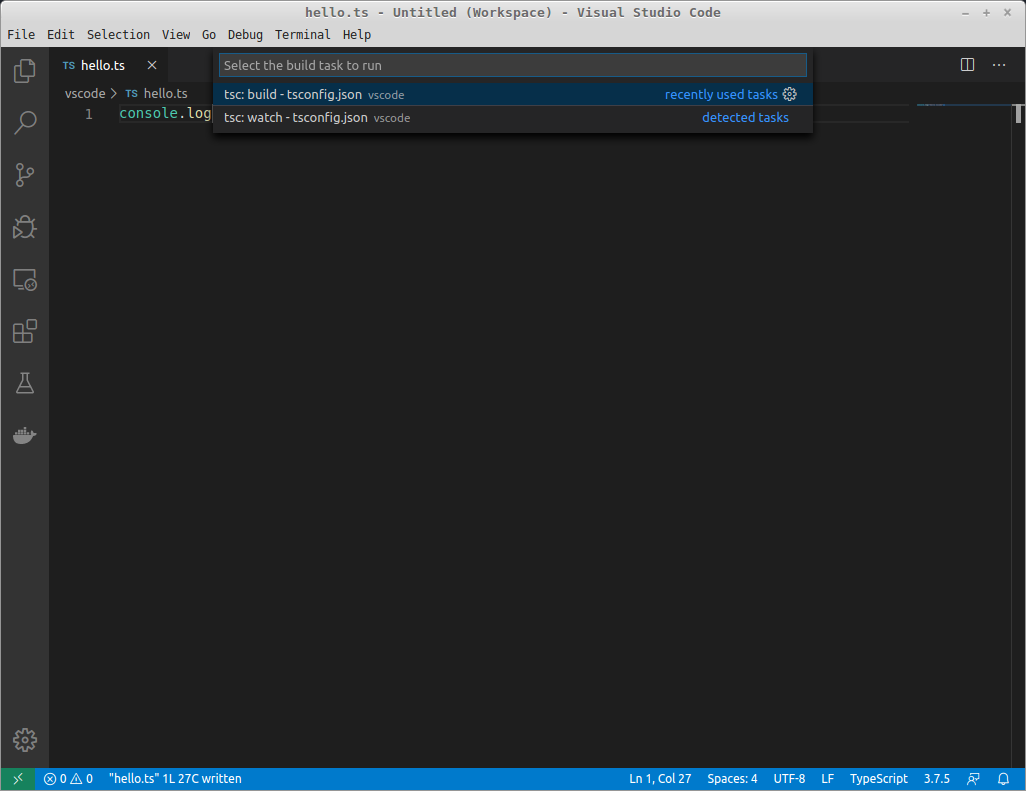 hello.ts - Untitled (Workspace) - Visual Studio Code
File Edit Selection View Go Debug Terminal Help
TS hello.ts
Select the build task to run
vscode > TS hello.ts
tsc: build - tsconfig.json vscode recently used tasks
1 console.log
tsc: watch - tsconfig.json vscode detected tasks
0 0 "hello.ts" 1L 27C written Ln 1, Col 27 Spaces: 4 UTF-8 LF TypeScript 3.7.5